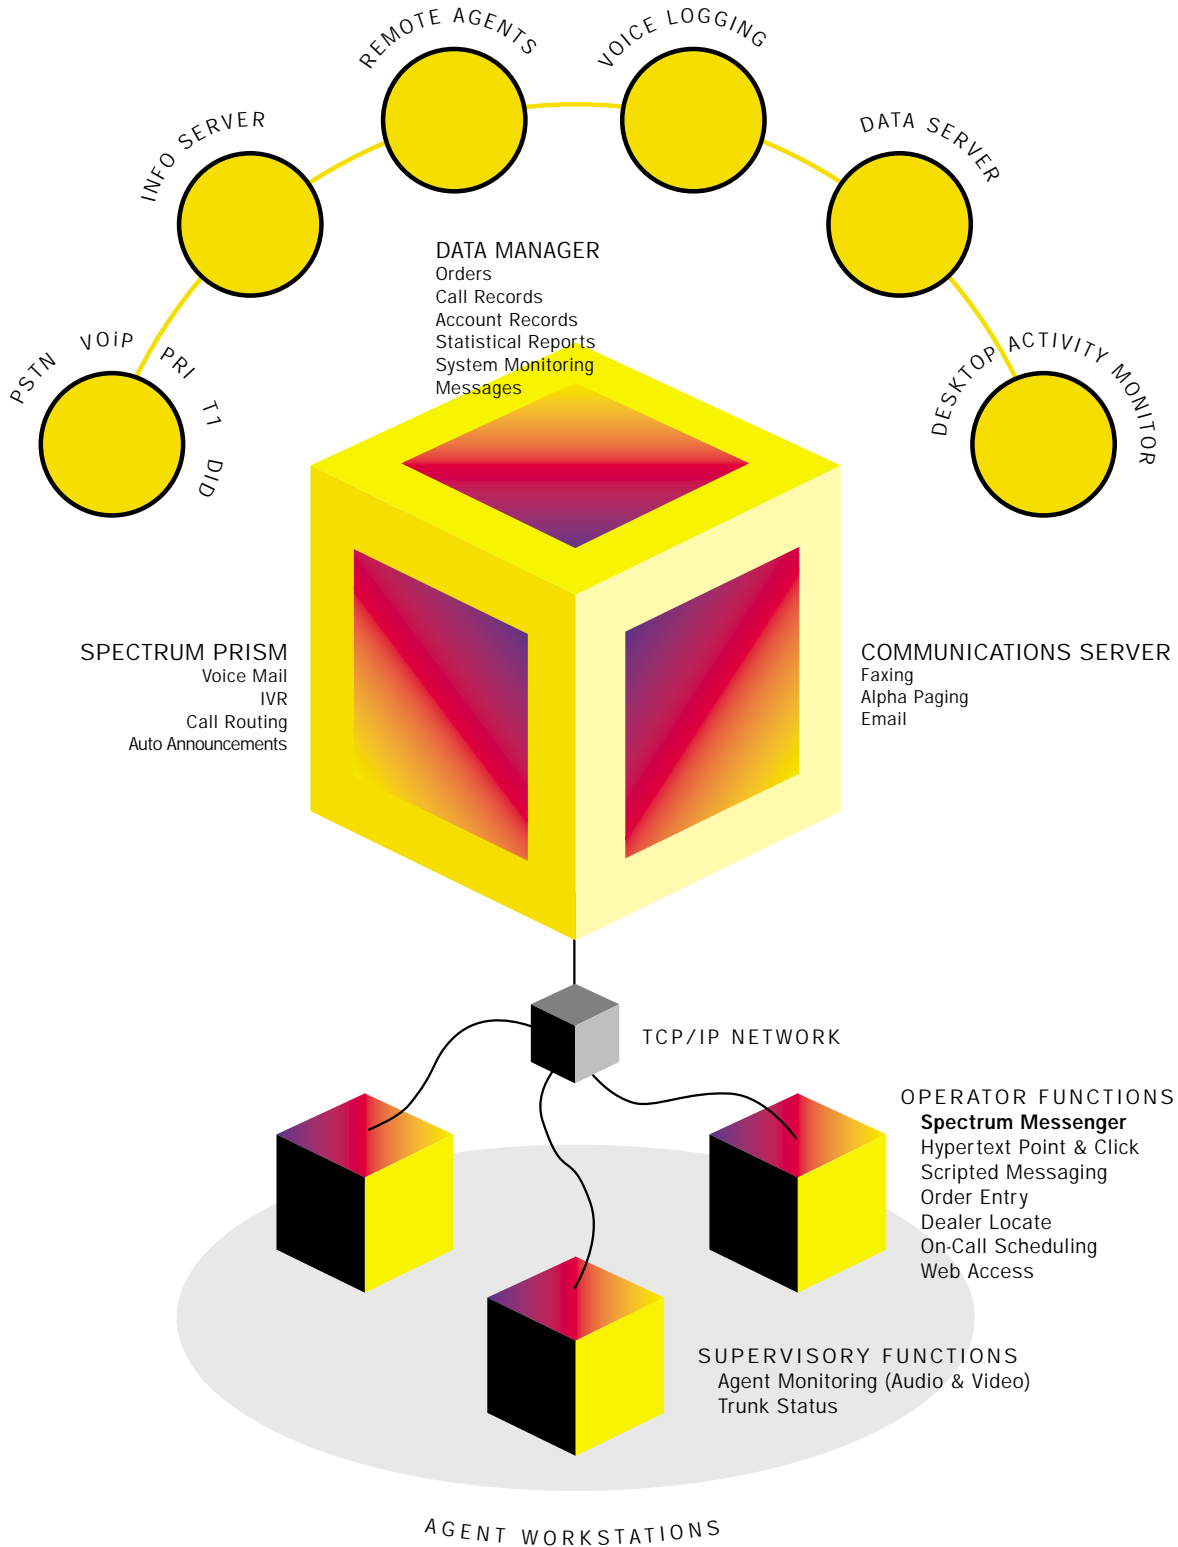 REMOTE AGENTS
VOICE LOGGING
INFO SERVER
DATA SERVER
PSTN VOiP PRI T1 DID
DESKTOP ACTIVITY MONITOR
DATA MANAGER
Orders
Call Records
Account Records
Statistical Reports
System Monitoring
Messages
SPECTRUM PRISM
Voice Mail
IVR
Call Routing
Auto Announcements
COMMUNICATIONS SERVER
Faxing
Alpha Paging
Email
TCP/IP NETWORK
OPERATOR FUNCTIONS
Spectrum Messenger
Hypertext Point & Click
Scripted Messaging
Order Entry
Dealer Locate
On-Call Scheduling
Web Access
SUPERVISORY FUNCTIONS
Agent Monitoring (Audio & Video)
Trunk Status
AGENT WORKSTATIONS